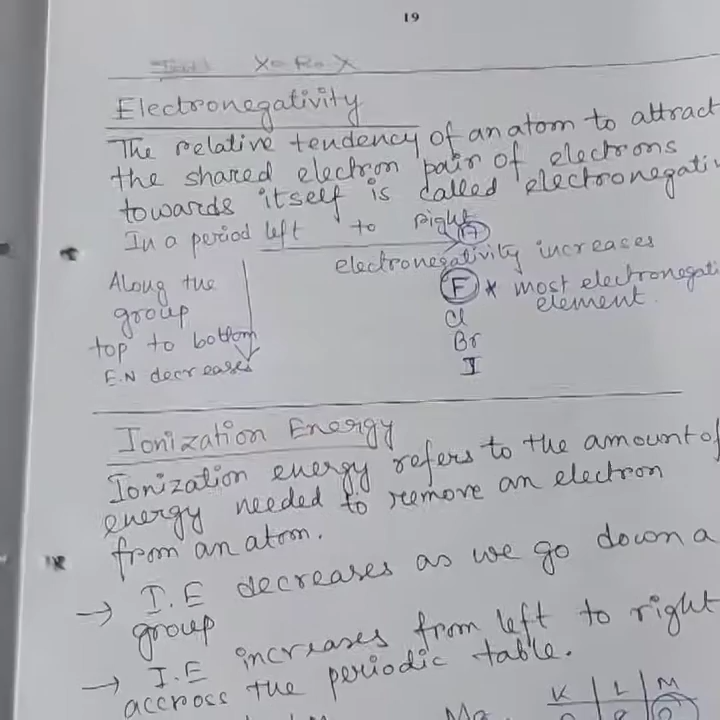 19
X - R - X
Electronegativity
The relative tendency of an atom to attract
the shared electron pair of electrons
towards itself is called electronegati
In a period left to right 17
electronegativity increases
Along the
group
top to bottom
E.N decreases
F * most electronegati
element.
Cl
Br
I
Ionization Energy
Ionization energy refers to the amount of
energy needed to remove an electron
from an atom.
→ I.E decreases as we go down a
group
→ I.E increases from left to right
accross the periodic table.
K L M